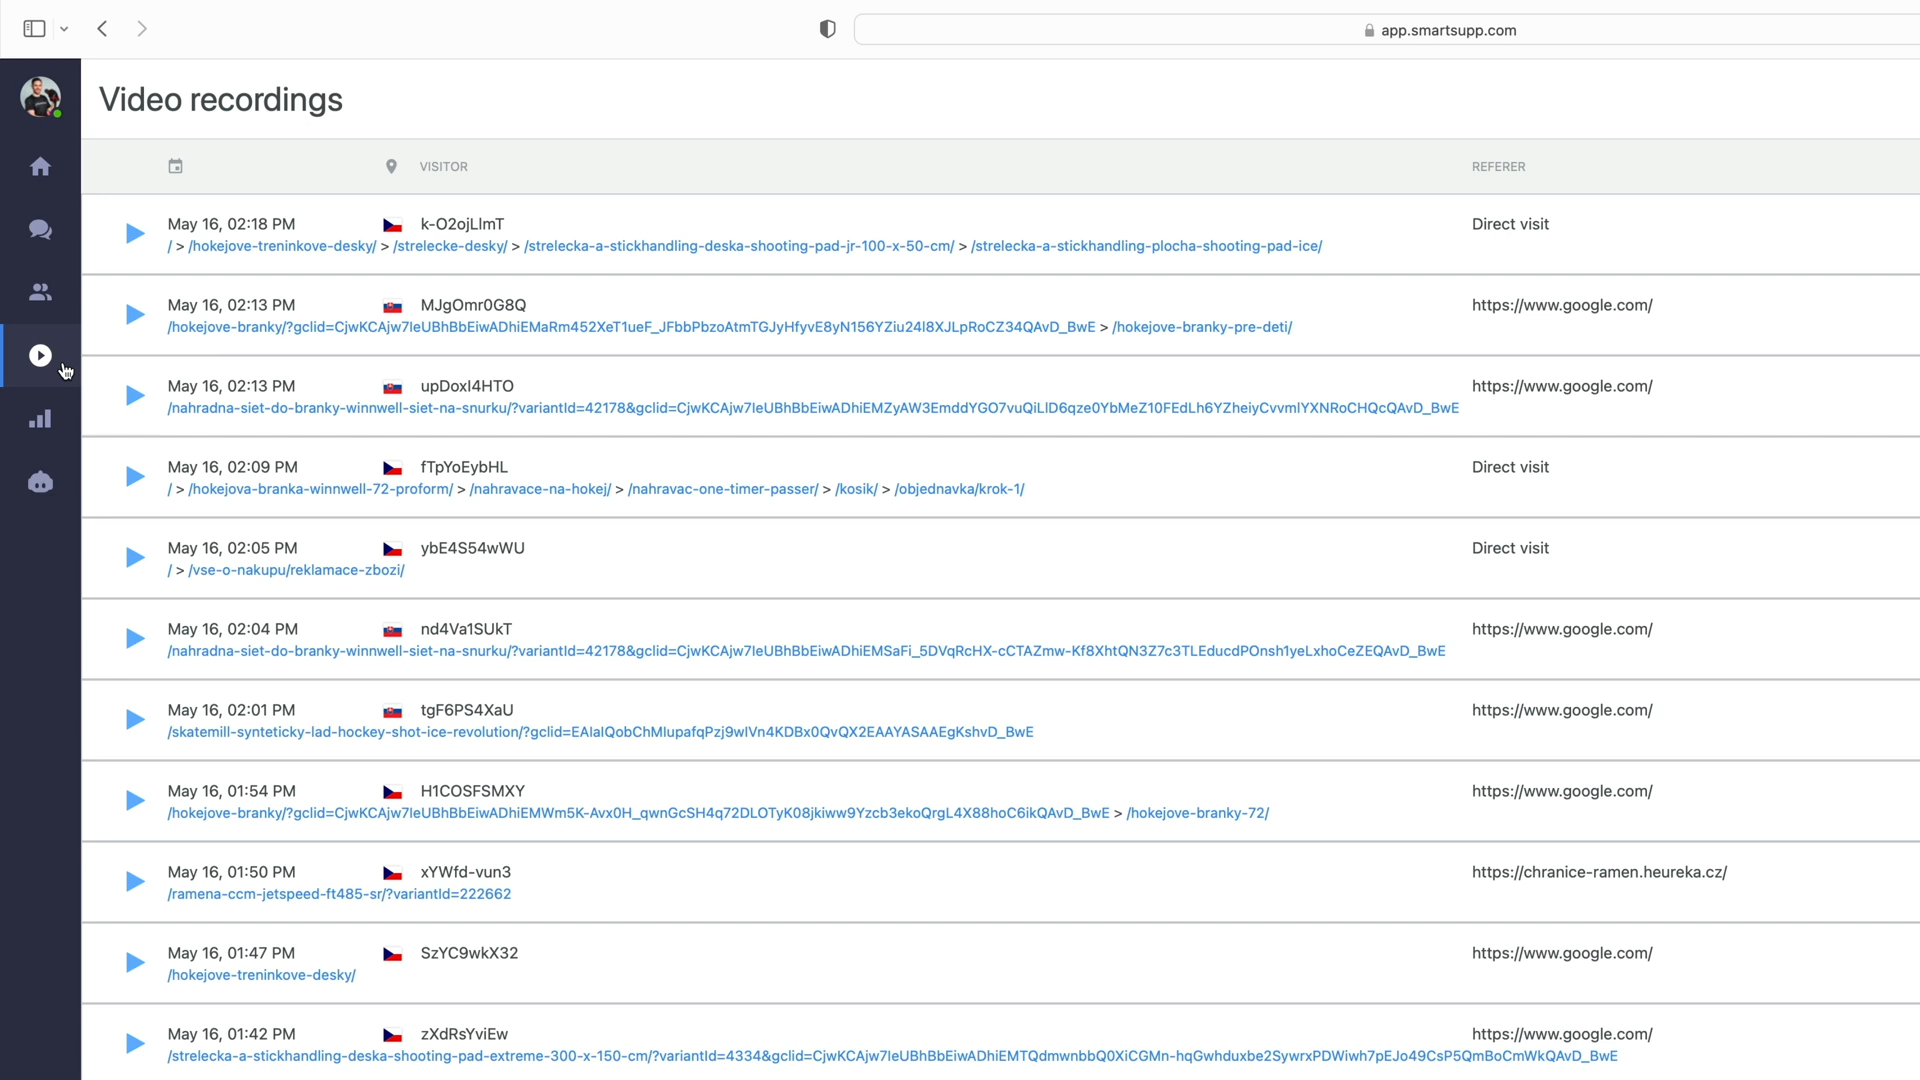 app.smartsupp.com
Video recordings
VISITOR REFERER
May 16, 02:18 PM k-O2ojLImT Direct visit
/ > /hokejove-treninkove-desky/ > /strelecke-desky/ > /strelecka-a-stickhandling-deska-shooting-pad-jr-100-x-50-cm/ > /strelecka-a-stickhandling-plocha-shooting-pad-ice/
May 16, 02:13 PM MJgOmr0G8Q https://www.google.com/
/hokejove-branky/?gclid=CjwKCAjw7IeUBhBbEiwADhiEMaRm452XeT1ueF_JFbbPbzoAtmTGJyHfyvE8yN156YZiu24I8XJLpRoCZ34QAvD_BwE > /hokejove-branky-pre-deti/
May 16, 02:13 PM upDoxI4HTO https://www.google.com/
/nahradna-siet-do-branky-winnwell-siet-na-snurku/?variantId=42178&gclid=CjwKCAjw7IeUBhBbEiwADhiEMZyAW3EmddYGO7vuQiLlD6qze0YbMeZ10FEdLh6YZheiyCvvmIYXNRoCHQcQAvD_BwE
May 16, 02:09 PM fTpYoEybHL Direct visit
/ > /hokejova-branka-winnwell-72-proform/ > /nahravace-na-hokej/ > /nahravac-one-timer-passer/ > /kosik/ > /objednavka/krok-1/
May 16, 02:05 PM ybE4S54wWU Direct visit
/ > /vse-o-nakupu/reklamace-zbozi/
May 16, 02:04 PM nd4Va1SUkT https://www.google.com/
/nahradna-siet-do-branky-winnwell-siet-na-snurku/?variantId=42178&gclid=CjwKCAjw7IeUBhBbEiwADhiEMSaFi_5DVqRcHX-cCTAZmw-Kf8XhtQN3Z7c3TLEducdPOnsh1yeLxhoCeZEQAvD_BwE
May 16, 02:01 PM tgF6PS4XaU https://www.google.com/
/skatemill-synteticky-lad-hockey-shot-ice-revolution/?gclid=EAIaIQobChMIupafqPzj9wIVn4KDBx0QvQX2EAAYASAAEgKshvD_BwE
May 16, 01:54 PM H1COSFSMXY https://www.google.com/
/hokejove-branky/?gclid=CjwKCAjw7IeUBhBbEiwADhiEMWm5K-Avx0H_qwnGcSH4q72DLOTyK08jkiww9Yzcb3ekoQrgL4X88hoC6ikQAvD_BwE > /hokejove-branky-72/
May 16, 01:50 PM xYWfd-vun3 https://chranice-ramen.heureka.cz/
/ramena-ccm-jetspeed-ft485-sr/?variantId=222662
May 16, 01:47 PM SzYC9wkX32 https://www.google.com/
/hokejove-treninkove-desky/
May 16, 01:42 PM zXdRsYviEw https://www.google.com/
/strelecka-a-stickhandling-deska-shooting-pad-extreme-300-x-150-cm/?variantId=4334&gclid=CjwKCAjw7IeUBhBbEiwADhiEMTQdmwnbbQ0XiCGMn-hqGwhduxbe2SywrxPDWiwh7pEJo49CsP5QmBoCmWkQAvD_BwE